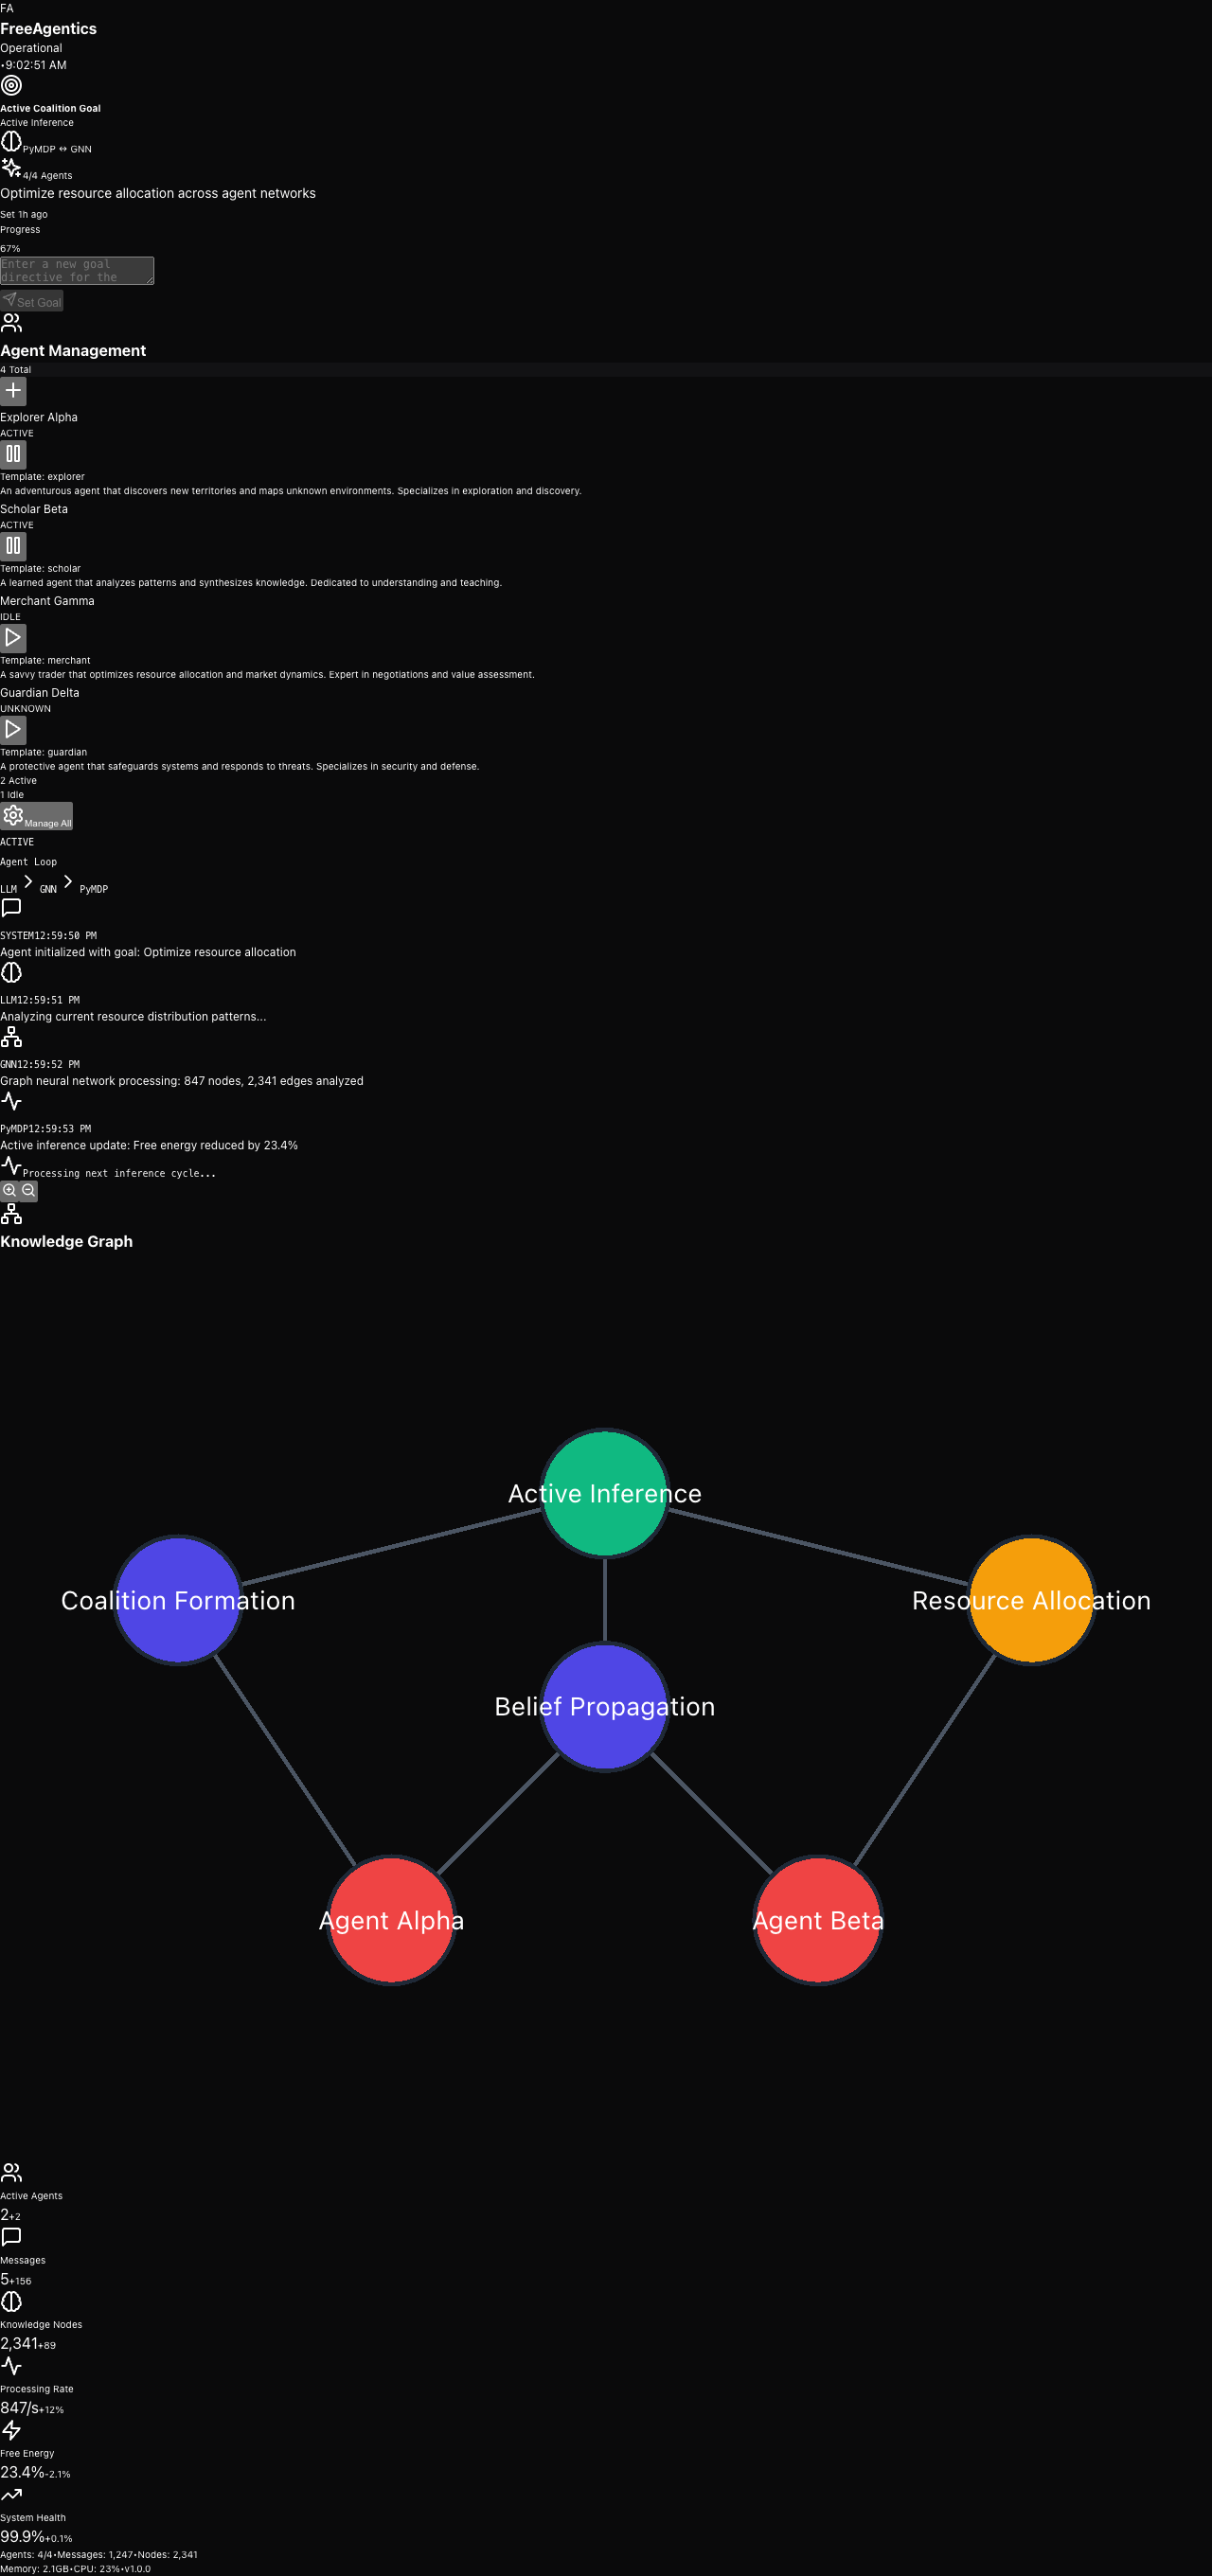 FA
FreeAgentics
Operational
•9:02:51 AM
Active Coalition Goal
Active Inference
PyMDP ↔ GNN
4/4 Agents
Optimize resource allocation across agent networks
Set 1h ago
Progress
67%
Enter a new goal
directive for the
Set Goal
Agent Management
4 Total
Explorer Alpha
ACTIVE
Template: explorer
An adventurous agent that discovers new territories and maps unknown environments. Specializes in exploration and discovery.
Scholar Beta
ACTIVE
Template: scholar
A learned agent that analyzes patterns and synthesizes knowledge. Dedicated to understanding and teaching.
Merchant Gamma
IDLE
Template: merchant
A savvy trader that optimizes resource allocation and market dynamics. Expert in negotiations and value assessment.
Guardian Delta
UNKNOWN
Template: guardian
A protective agent that safeguards systems and responds to threats. Specializes in security and defense.
2 Active
1 Idle
Manage All
ACTIVE
Agent Loop
LLM > GNN > PyMDP
SYSTEM12:59:50 PM
Agent initialized with goal: Optimize resource allocation
LLM12:59:51 PM
Analyzing current resource distribution patterns...
GNN12:59:52 PM
Graph neural network processing: 847 nodes, 2,341 edges analyzed
PyMDP12:59:53 PM
Active inference update: Free energy reduced by 23.4%
Processing next inference cycle...
Knowledge Graph
Active Inference
Coalition Formation
Resource Allocation
Belief Propagation
Agent Alpha
Agent Beta
Active Agents
2+2
Messages
5+156
Knowledge Nodes
2,341+89
Processing Rate
847/s+12%
Free Energy
23.4%-2.1%
System Health
99.9%+0.1%
Agents: 4/4•Messages: 1,247•Nodes: 2,341
Memory: 2.1GB•CPU: 23%•v1.0.0